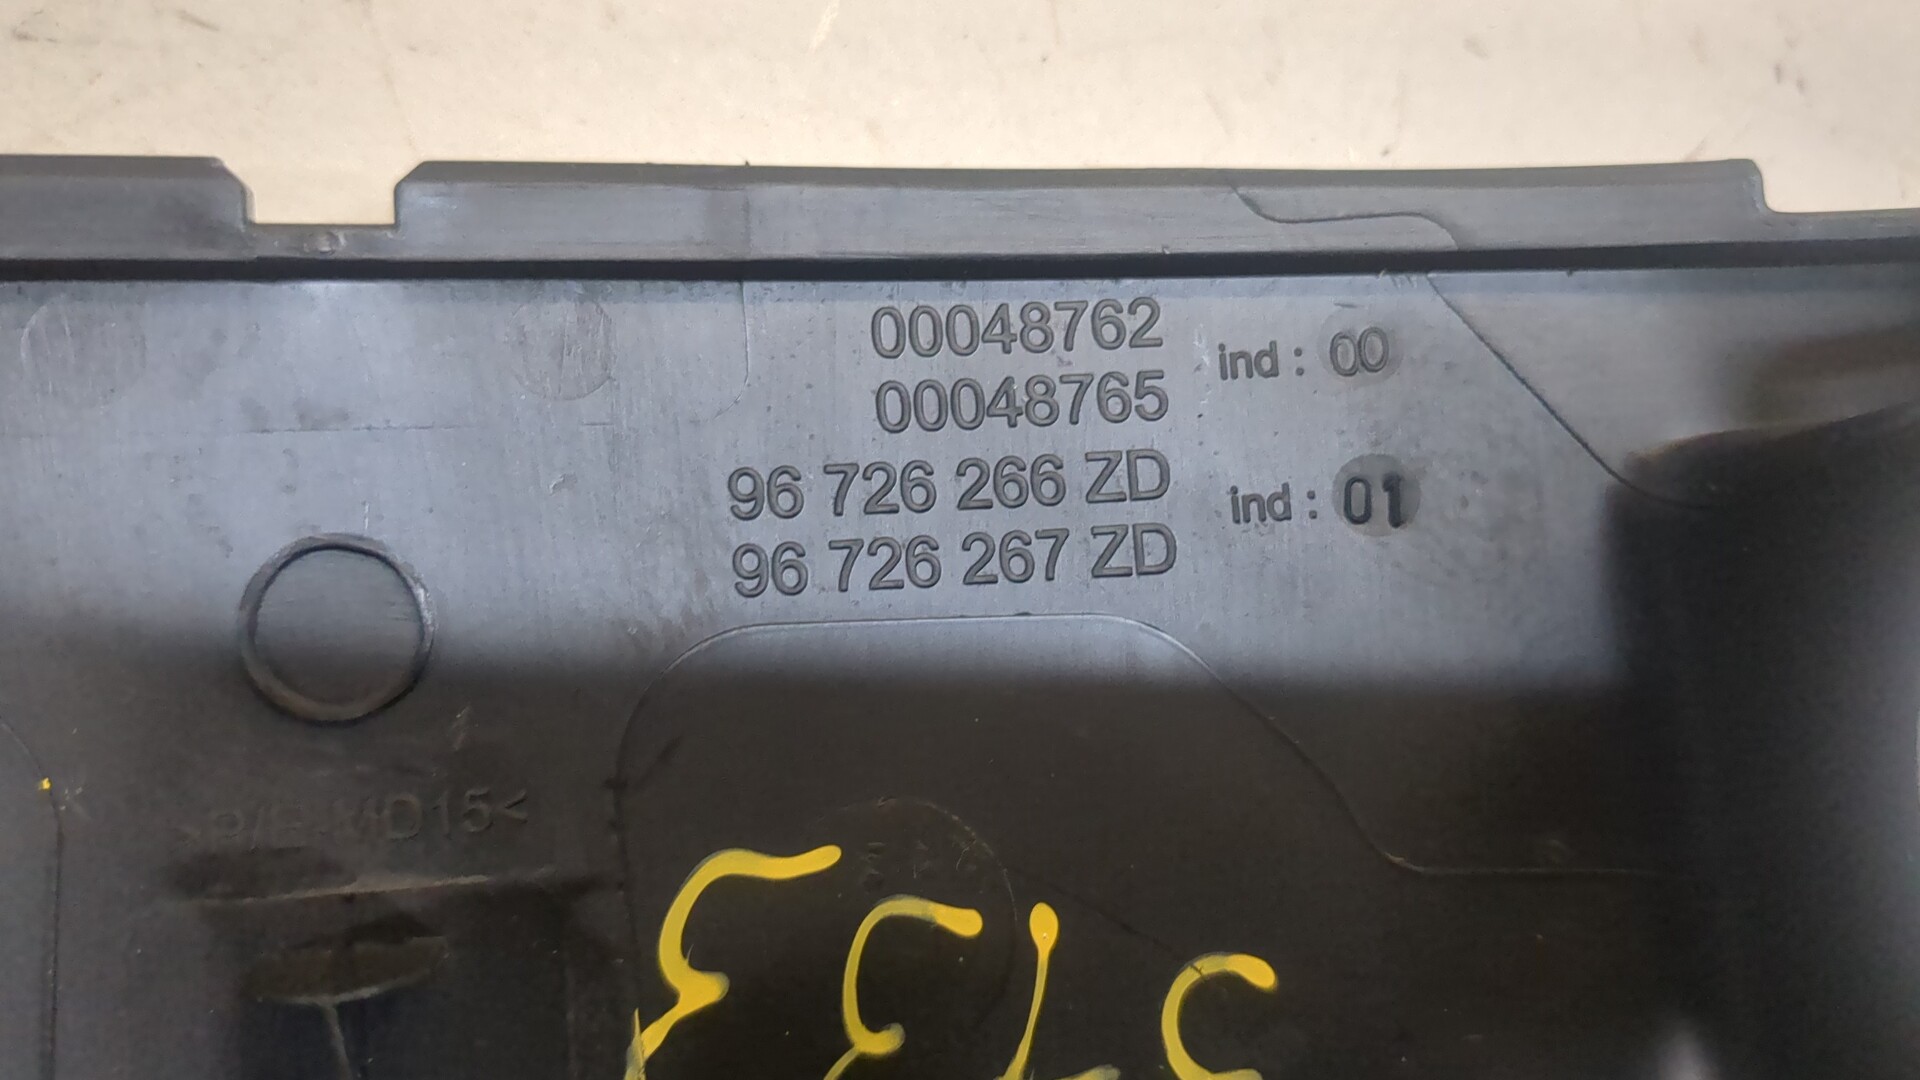 00048762 ind : 00
00048765
96 726 266 ZD ind : 01
96 726 267 ZD